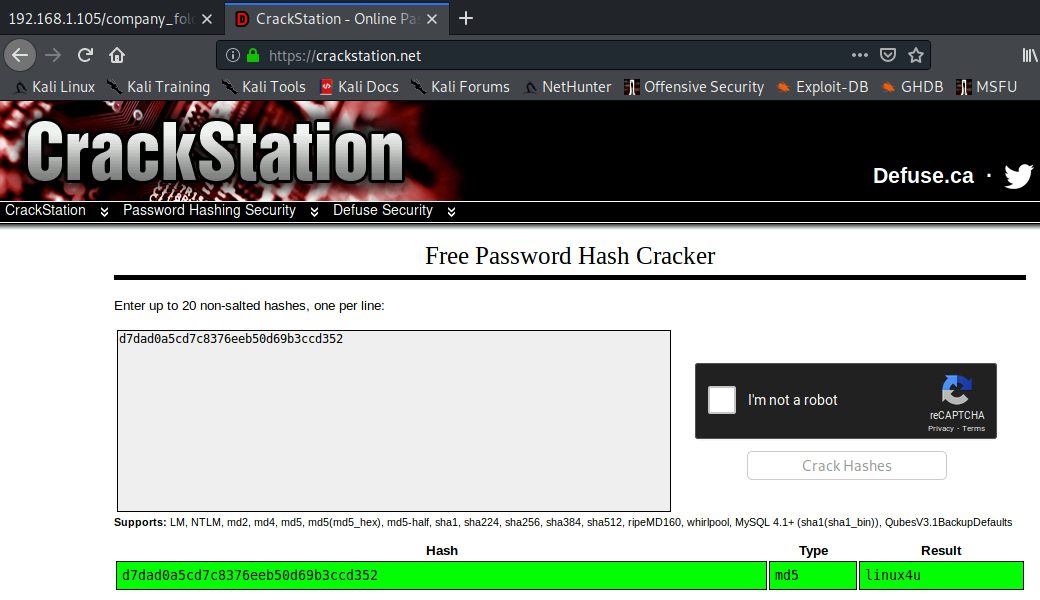 192.168.1.105/company_fol
CrackStation - Online Pa
https://crackstation.net
Kali Linux Kali Training Kali Tools Kali Docs Kali Forums NetHunter Offensive Security Exploit-DB GHDB MSFU
CrackStation
Defuse.ca ·
CrackStation Password Hashing Security Defuse Security
Free Password Hash Cracker
Enter up to 20 non-salted hashes, one per line:
d7dad0a5cd7c8376eeb50d69b3ccd352
I'm not a robot
reCAPTCHA
Privacy - Terms
Crack Hashes
Supports: LM, NTLM, md2, md4, md5, md5(md5_hex), md5-half, sha1, sha224, sha256, sha384, sha512, ripeMD160, whirlpool, MySQL 4.1+ (sha1(sha1_bin)), QubesV3.1BackupDefaults
Hash Type Result
d7dad0a5cd7c8376eeb50d69b3ccd352 md5 linux4u